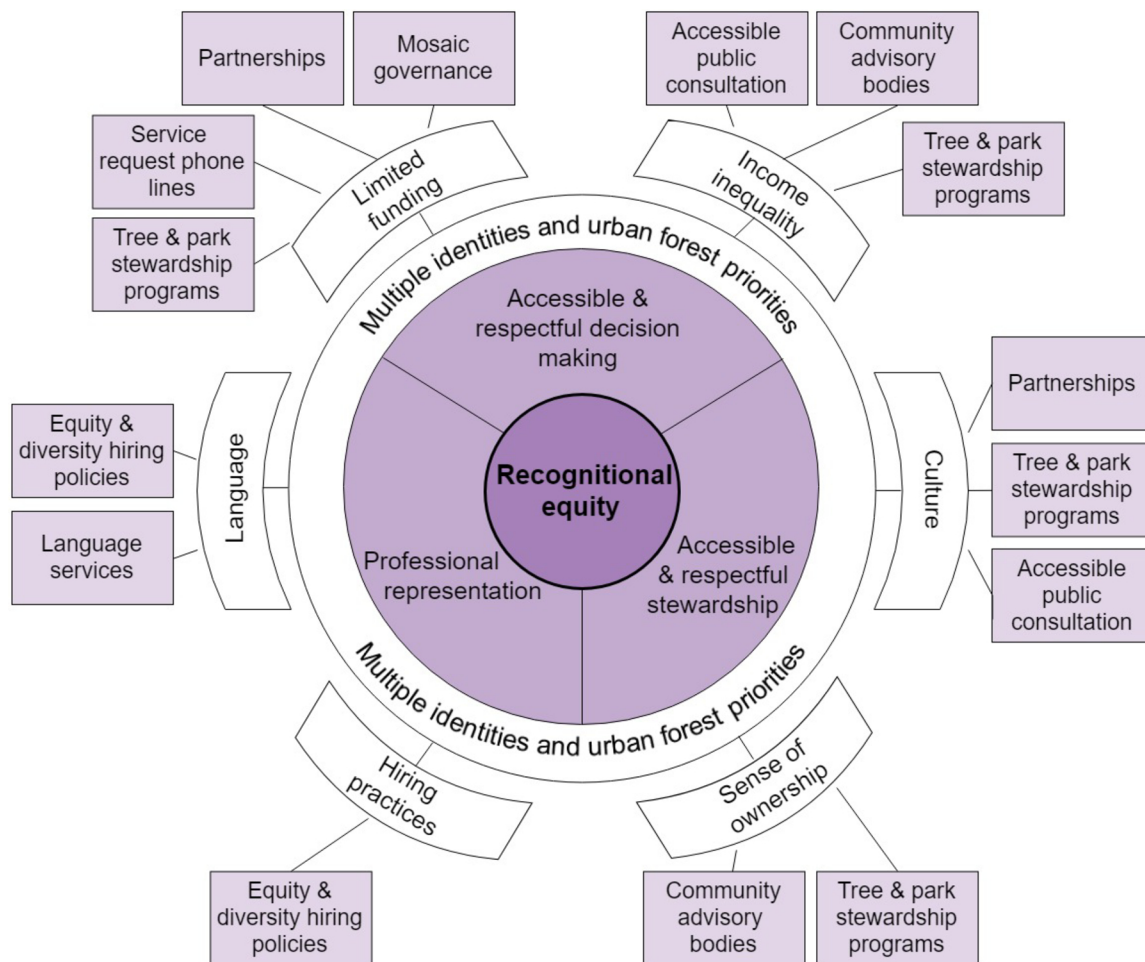 Partnerships
Mosaic
governance
Accessible
public
consultation
Community
advisory
bodies
Service
request phone
lines
Limited
funding
Income
inequality
Tree & park
stewardship
programs
Tree & park
stewardship
programs
Multiple identities and urban forest priorities
Accessible &
respectful decision
making
Language
Equity &
diversity hiring
policies
Language
services
Recognitional
equity
Professional
representation
Accessible
& respectful
stewardship
Culture
Partnerships
Tree & park
stewardship
programs
Accessible
public
consultation
Multiple identities and urban forest priorities
Hiring
practices
Sense of
ownership
Equity &
diversity hiring
policies
Community
advisory
bodies
Tree & park
stewardship
programs